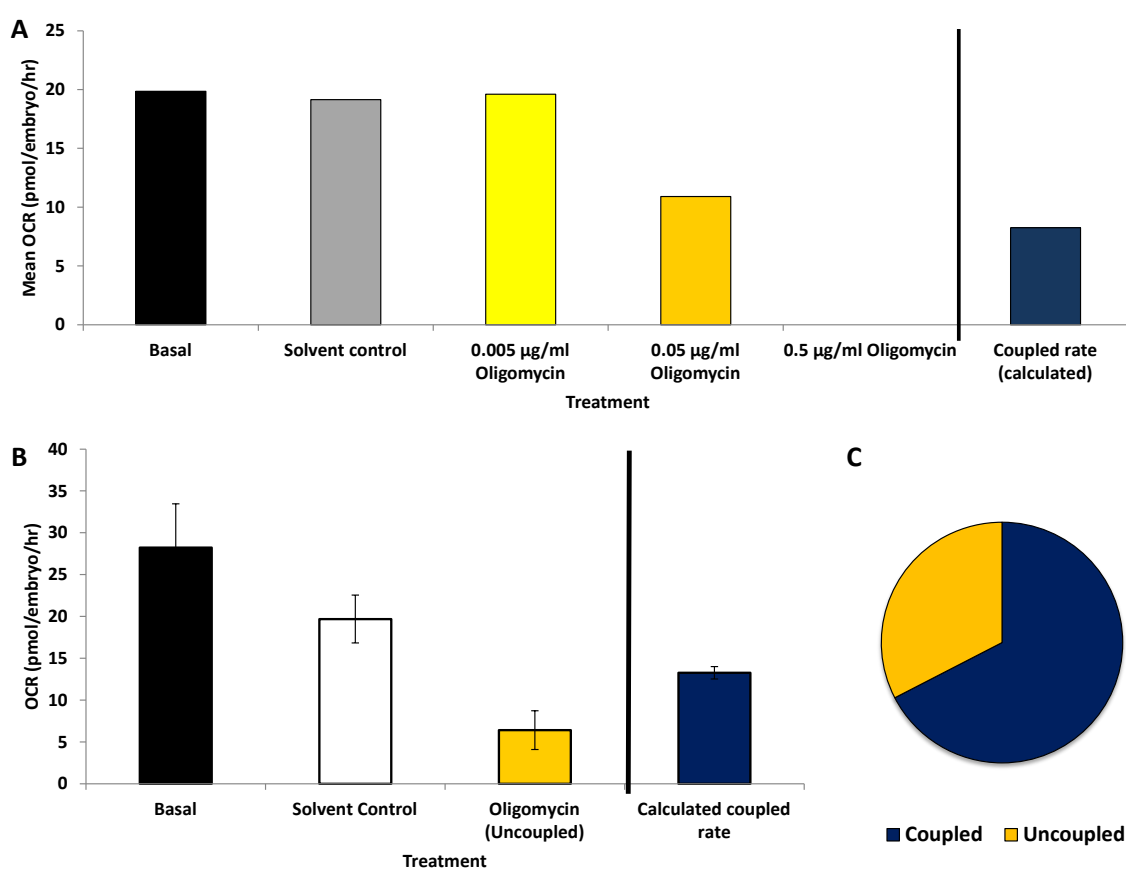 A
25
20
15
10
5
0
Mean OCR (pmol/embryo/hr)
Basal
Solvent control
0.005 µg/ml
Oligomycin
0.05 µg/ml
Oligomycin
0.5 µg/ml Oligomycin
Coupled rate
(calculated)
Treatment
B
40
35
30
25
20
15
10
5
0
OCR (pmol/embryo/hr)
Basal
Solvent Control
Oligomycin
(Uncoupled)
Calculated coupled
rate
Treatment
C
Coupled
Uncoupled